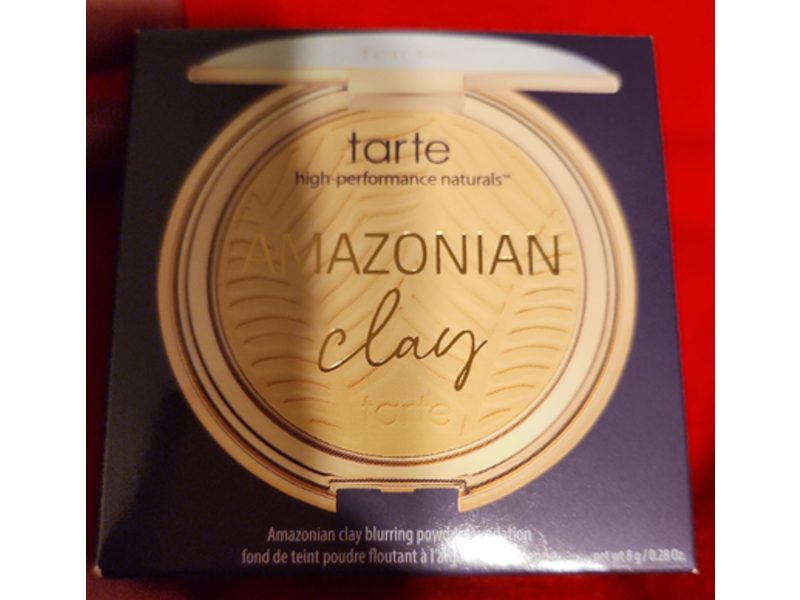 tarte
high-performance naturals™
AMAZONIAN
clay
tarte
Amazonian clay blurring powder foundation
fond de teint poudre floutant à
net wt 8 g / 0.28 Oz.